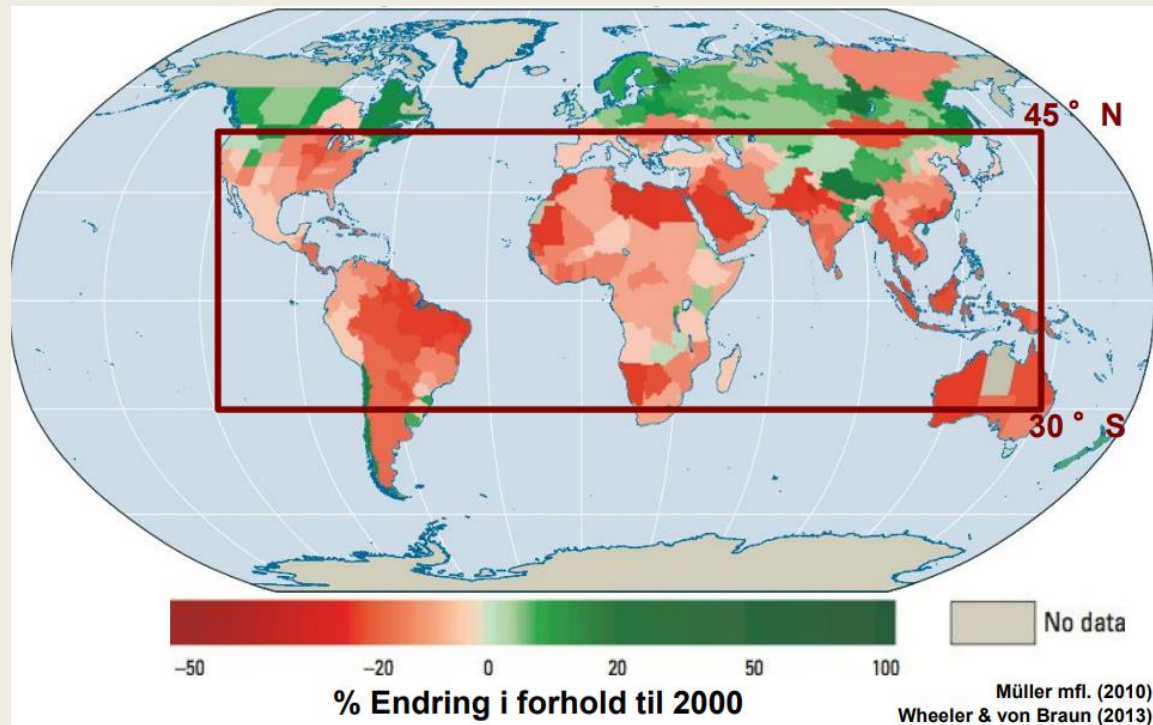 45 ° N
30 ° S
–50 –20 0 20 50 100
No data
% Endring i forhold til 2000
Müller mfl. (2010)
Wheeler & von Braun (2013)